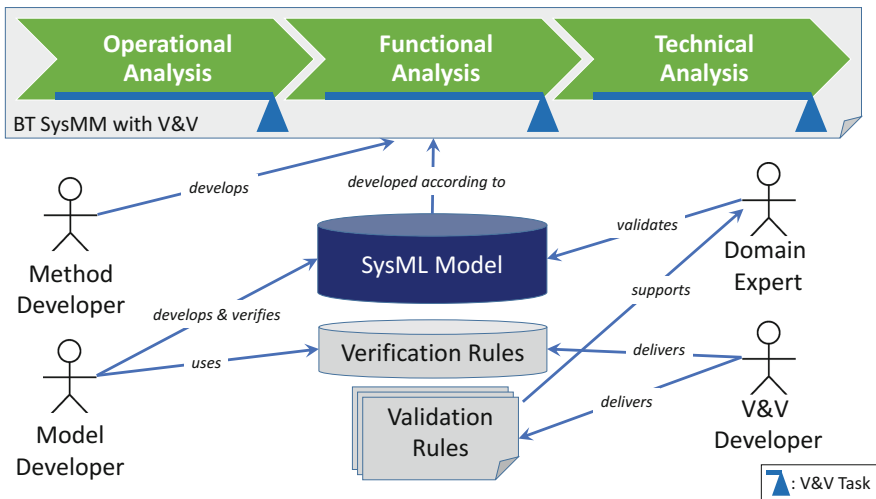 Operational
Analysis
Functional
Analysis
Technical
Analysis
BT SysMM with V&V
develops
developed according to
validates
Method
Developer
SysML Model
Domain
Expert
supports
develops & verifies
uses
Verification Rules
delivers
delivers
Validation
Rules
Model
Developer
V&V
Developer
: V&V Task